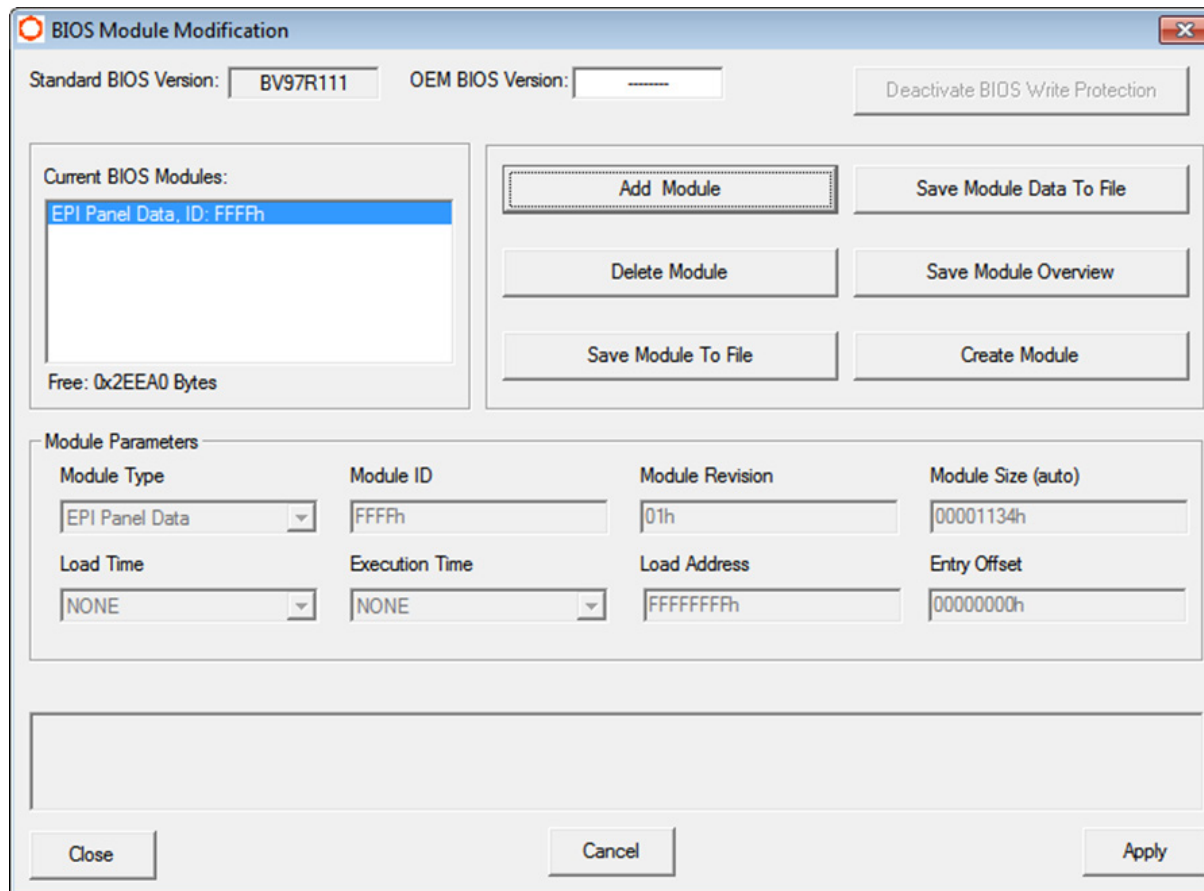 BIOS Module Modification
Standard BIOS Version: BV97R111 OEM BIOS Version: -------- Deactivate BIOS Write Protection
Current BIOS Modules:
EPI Panel Data, ID: FFFFh
Free: 0x2EEA0 Bytes
Add Module Save Module Data To File
Delete Module Save Module Overview
Save Module To File Create Module
Module Parameters
Module Type Module ID Module Revision Module Size (auto)
EPI Panel Data FFFFh 01h 00001134h
Load Time Execution Time Load Address Entry Offset
NONE NONE FFFFFFFFh 00000000h
Close Cancel Apply